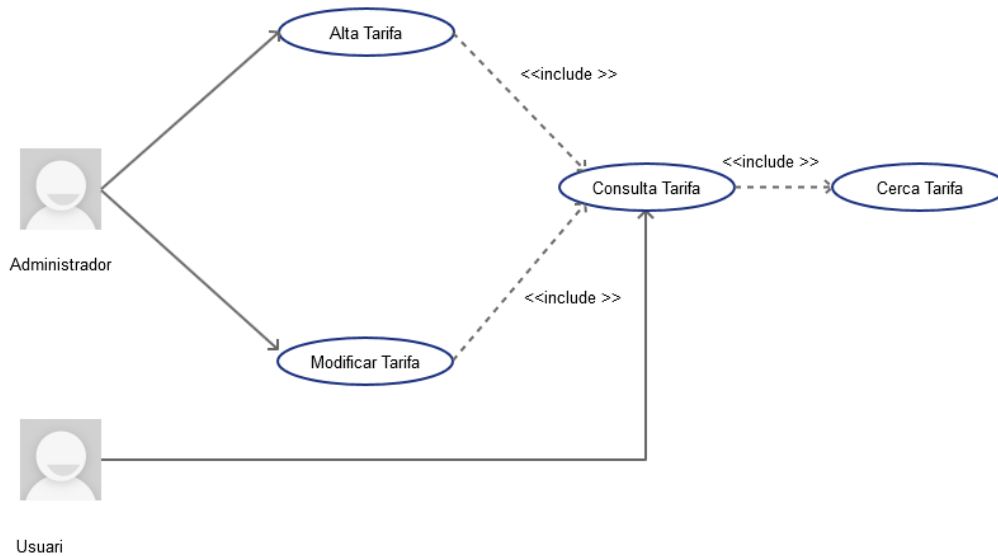 Alta Tarifa
<<include >>
<<include >>
Consulta Tarifa
Cerca Tarifa
Administrador
<<include >>
Modificar Tarifa
Usuari